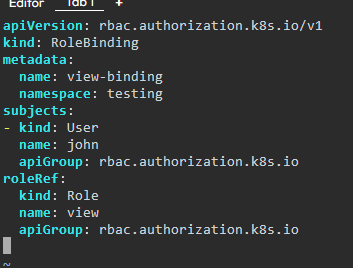 Editor Tab 1 +
apiVersion: rbac.authorization.k8s.io/v1
kind: RoleBinding
metadata:
  name: view-binding
  namespace: testing
subjects:
- kind: User
  name: john
  apiGroup: rbac.authorization.k8s.io
roleRef:
  kind: Role
  name: view
  apiGroup: rbac.authorization.k8s.io
~